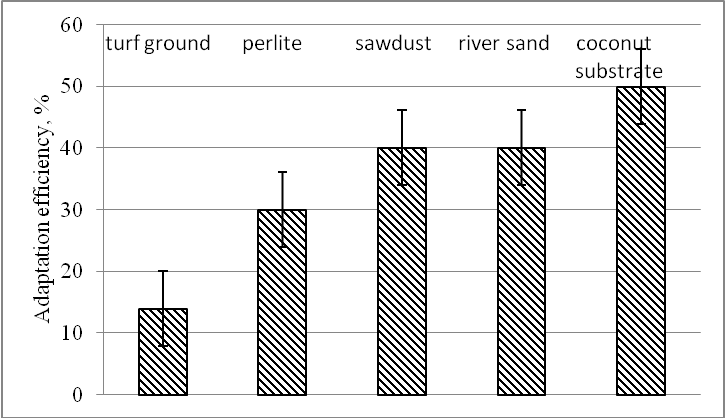 60
50
40
30
20
10
0
Adaptation efficiency, %
turf ground
perlite
sawdust
river sand
coconut
substrate